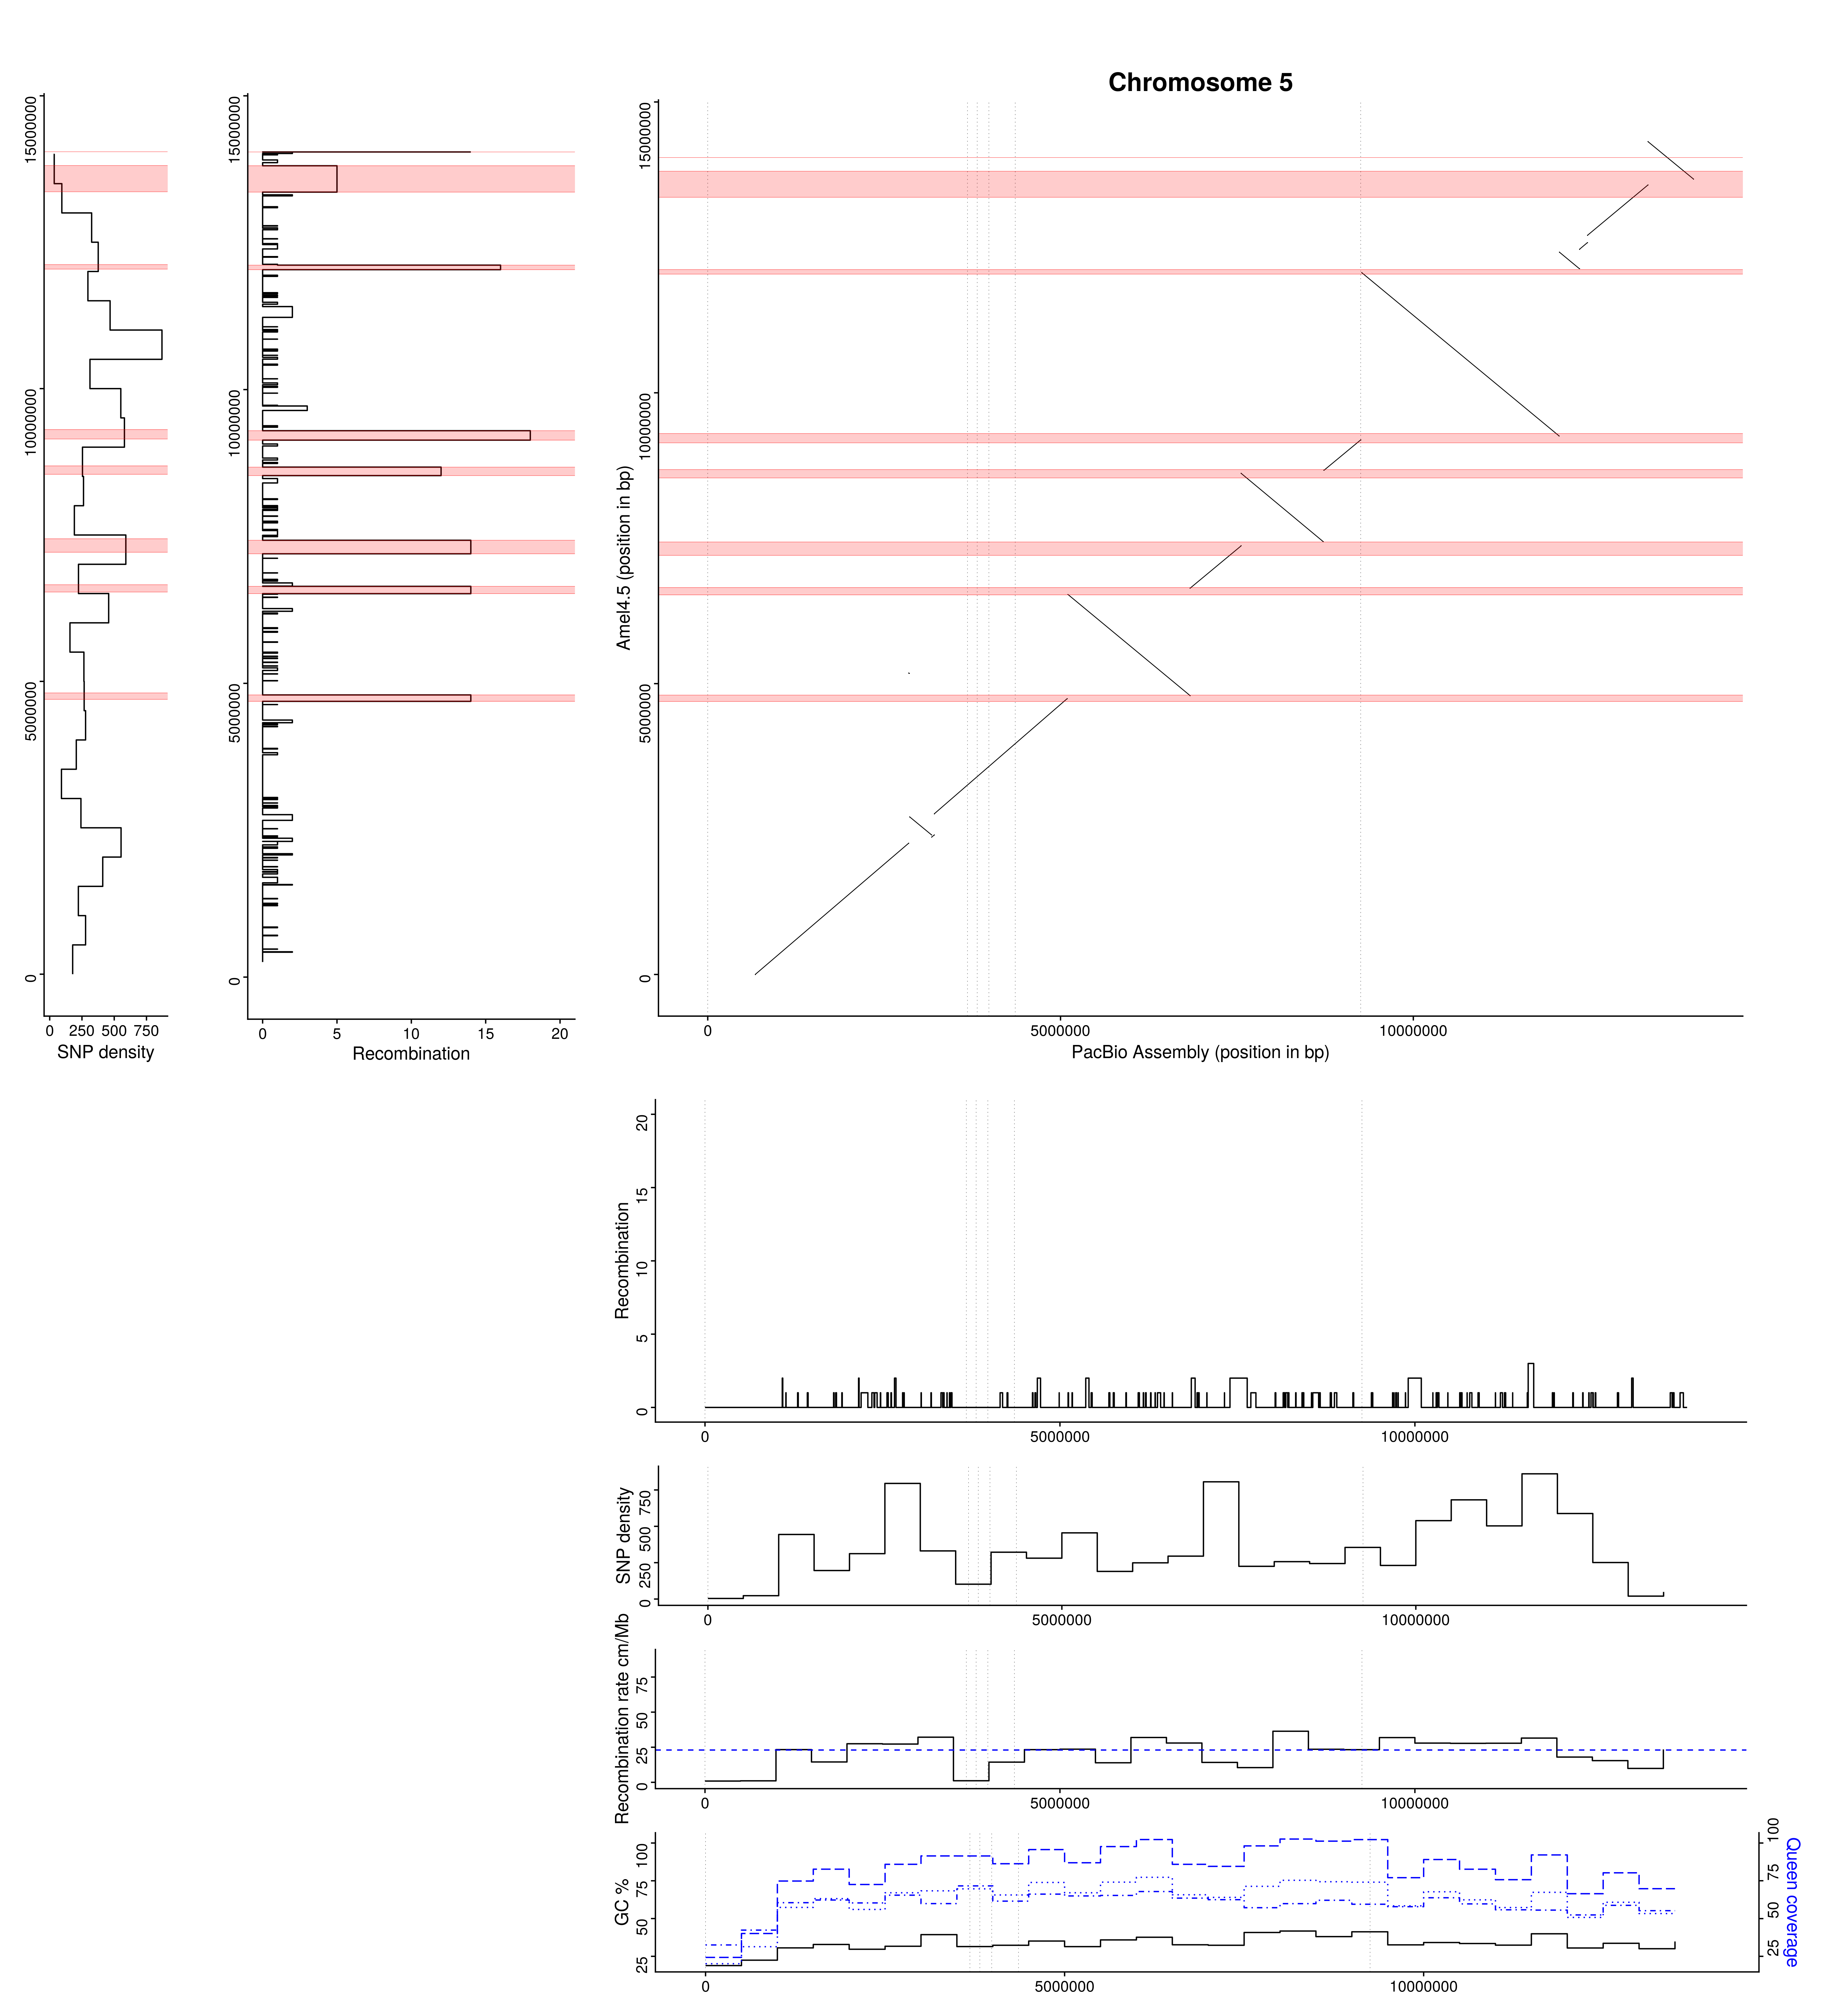 Chromosome 5
0
5000000
10000000
15000000
0 250 500 750
SNP density
0
5000000
10000000
15000000
0 5 10 15 20
Recombination
Amel4.5 (position in bp)
0
5000000
10000000
15000000
0 5000000 10000000
PacBio Assembly (position in bp)
Recombination
0 5 10 15 20
0 5000000 10000000
SNP density
0 250 500 750
0 5000000 10000000
Recombination rate cm/Mb
0 25 50 75
0 5000000 10000000
GC %
25 50 75 100
0 5000000 10000000
25 50 75 100
Queen coverage